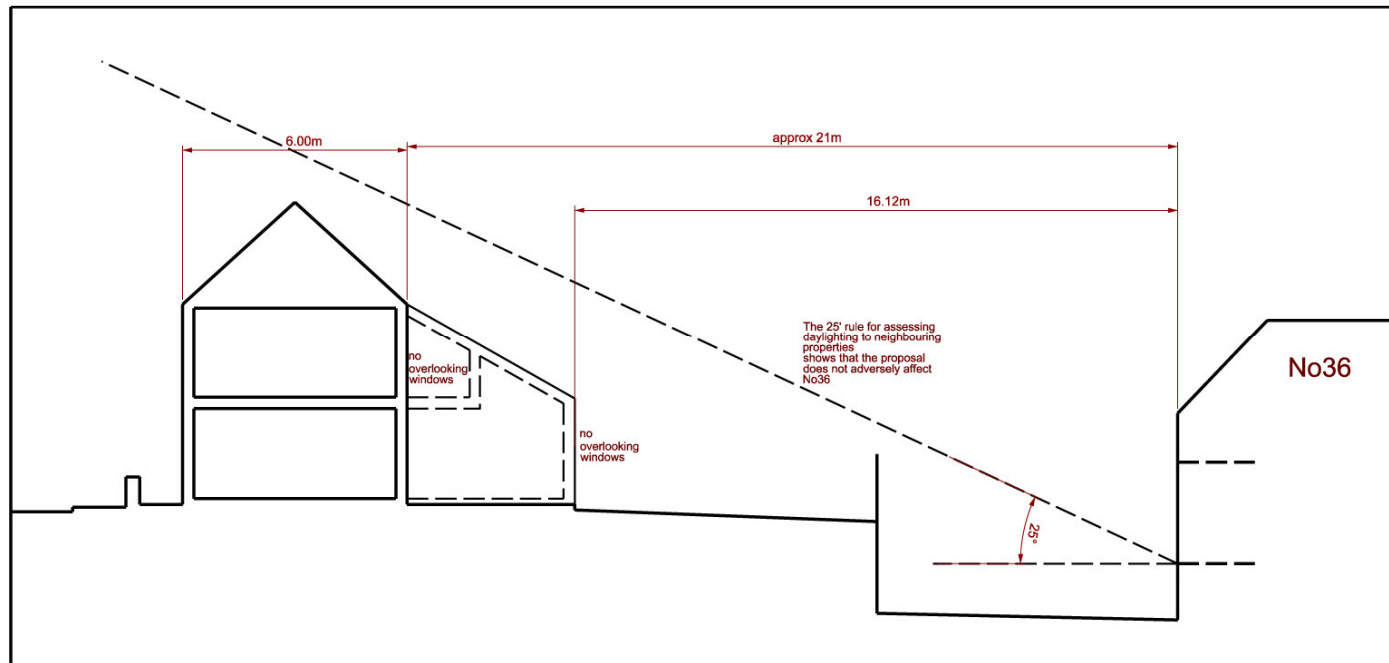 6.00m
approx 21m
16.12m
The 25' rule for assessing
daylighting to neighbouring
properties
shows that the proposal
does not adversely affect
No36
No36
no
overlooking
windows
no
overlooking
windows
25°